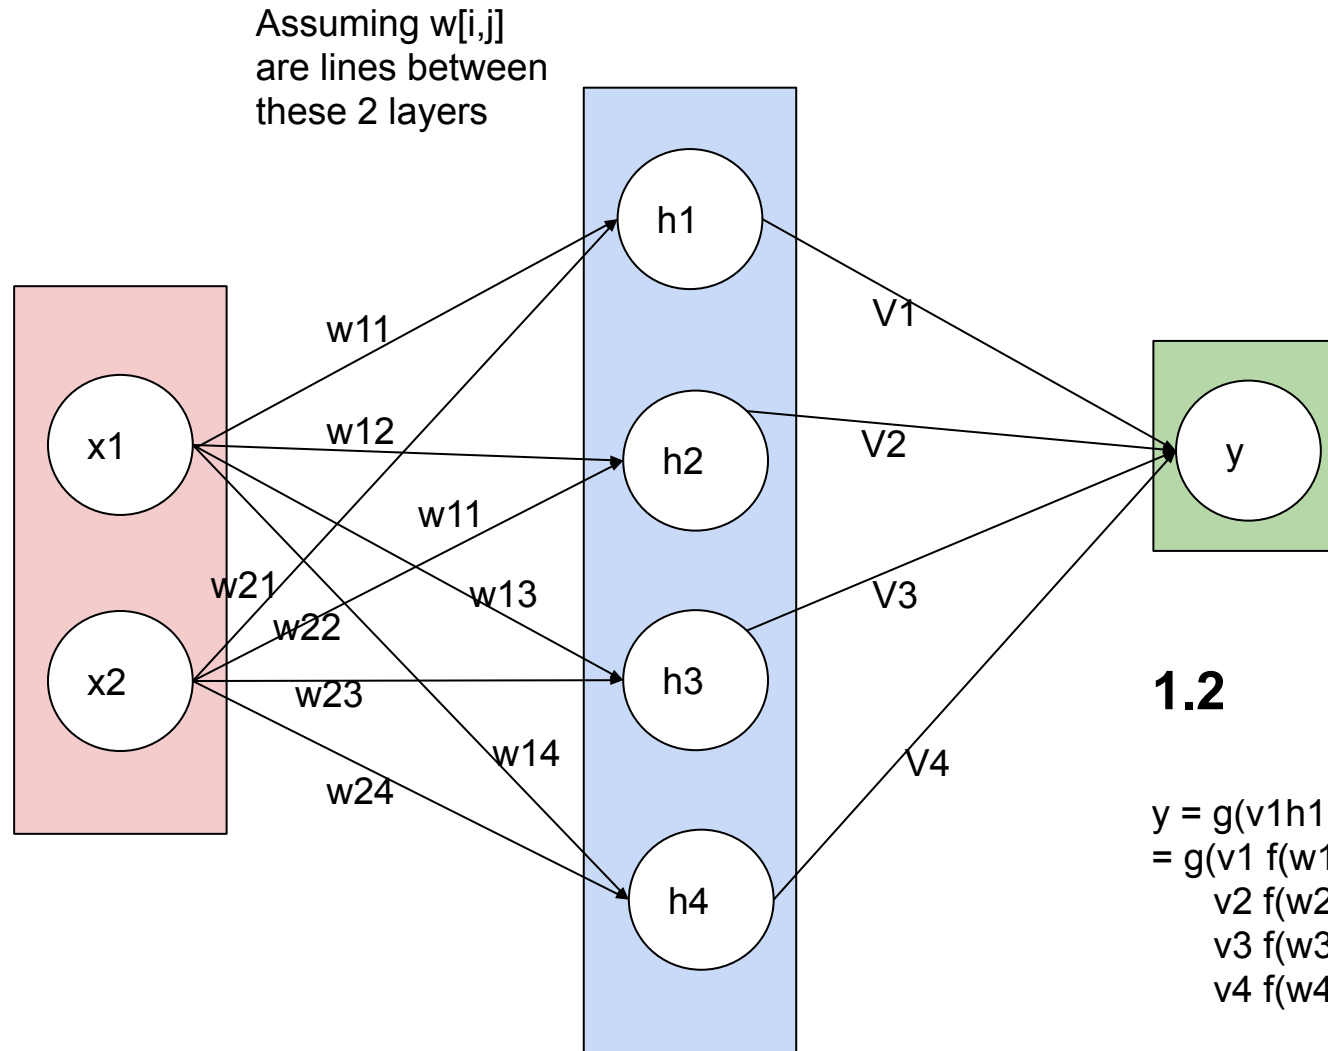 Assuming w[i,j]
are lines between
these 2 layers
h1
w11
V1
x1
w12
h2
V2
y
w11
w21
w13
V3
w22
x2
w23
h3
1.2
w14
V4
w24
y = g(v1h1
= g(v1 f(w1
v2 f(w2
v3 f(w3
v4 f(w4
h4